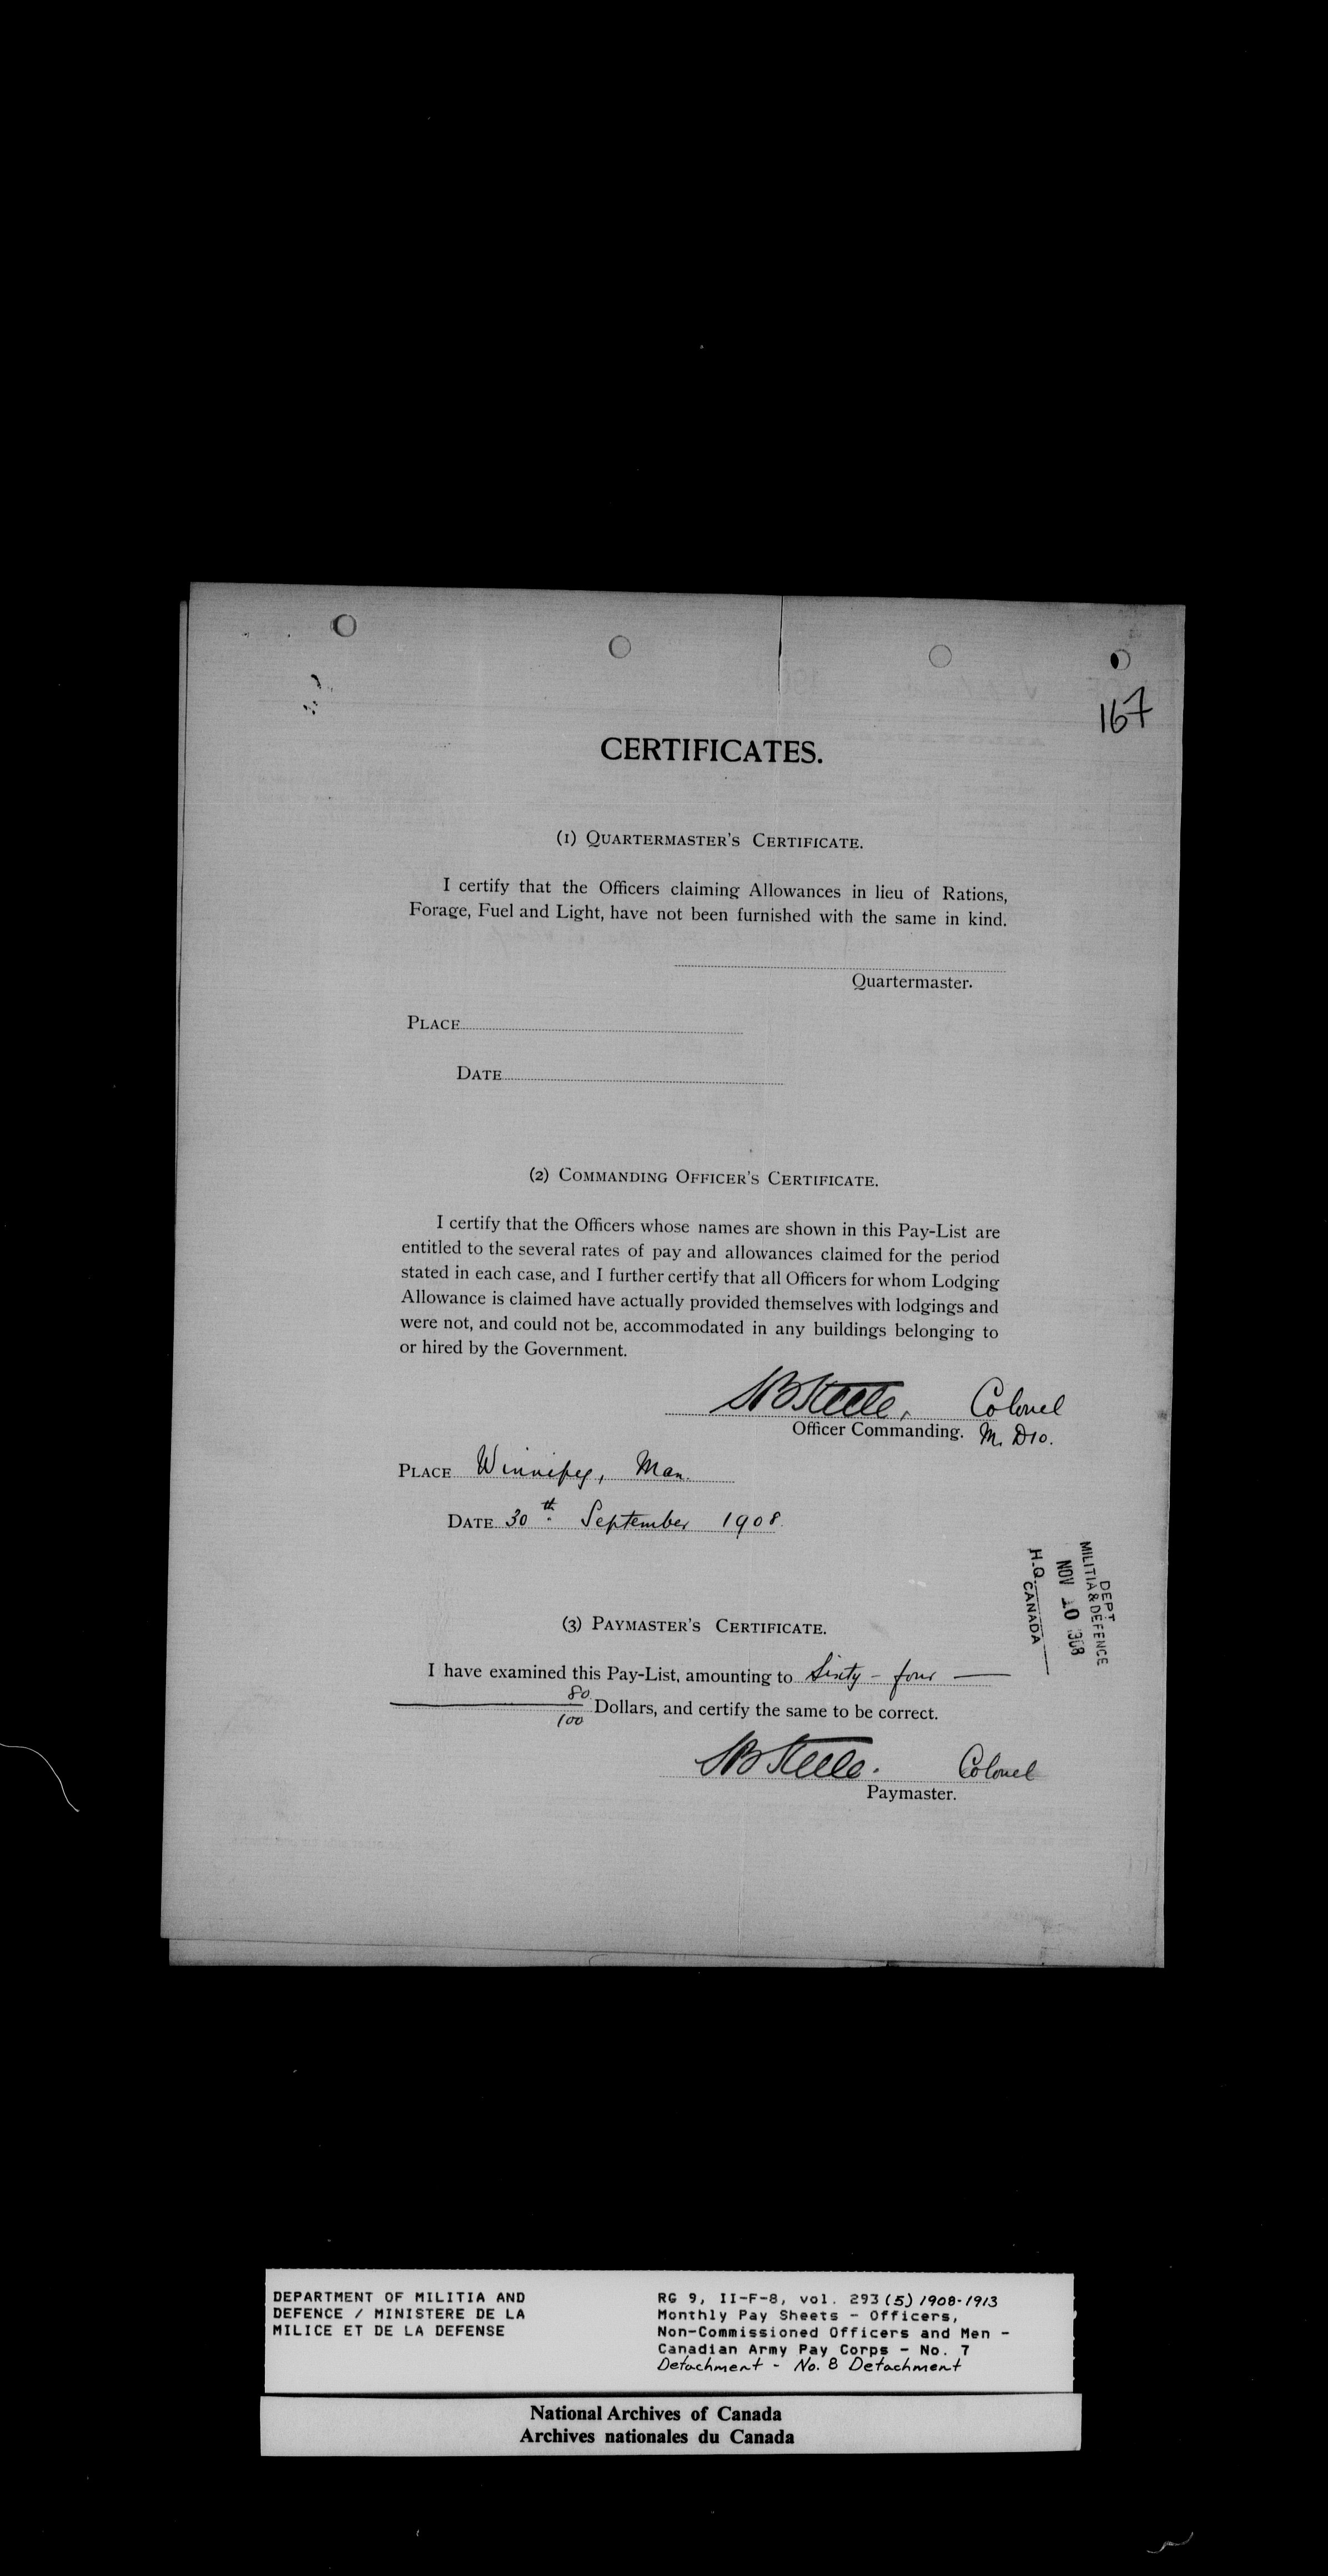 167
CERTIFICATES.
(1) QUARTERMASTER'S CERTIFICATE.
I certify that the Officers claiming Allowances in lieu of Rations,
Forage, Fuel and Light, have not been furnished with the same in kind.
Quartermaster.
PLACE
DATE
(2) COMMANDING OFFICER'S CERTIFICATE.
I certify that the Officers whose names are shown in this Pay-List are
entitled to the several rates of pay and allowances claimed for the period
stated in each case, and I further certify that all Officers for whom Lodging
Allowance is claimed have actually provided themselves with lodgings and
were not, and could not be, accommodated in any buildings belonging to
or hired by the Government.
SBSteele, Colonel
Officer Commanding. M. D 10.
PLACE Winnipeg, Man.
DATE 30th September 1908.
DEPT
MILITIA & DEFENCE
NOV 10 1908
H.Q. CANADA
(3) PAYMASTER'S CERTIFICATE.
I have examined this Pay-List, amounting to Sixty - four
80/100 Dollars, and certify the same to be correct.
SBSteele. Colonel
Paymaster.
DEPARTMENT OF MILITIA AND
DEFENCE / MINISTERE DE LA
MILICE ET DE LA DEFENSE
RG 9, II-F-8, vol. 293 (5) 1908-1913
Monthly Pay Sheets - Officers,
Non-Commissioned Officers and Men -
Canadian Army Pay Corps - No. 7
Detachment - No. 8 Detachment
National Archives of Canada
Archives nationales du Canada